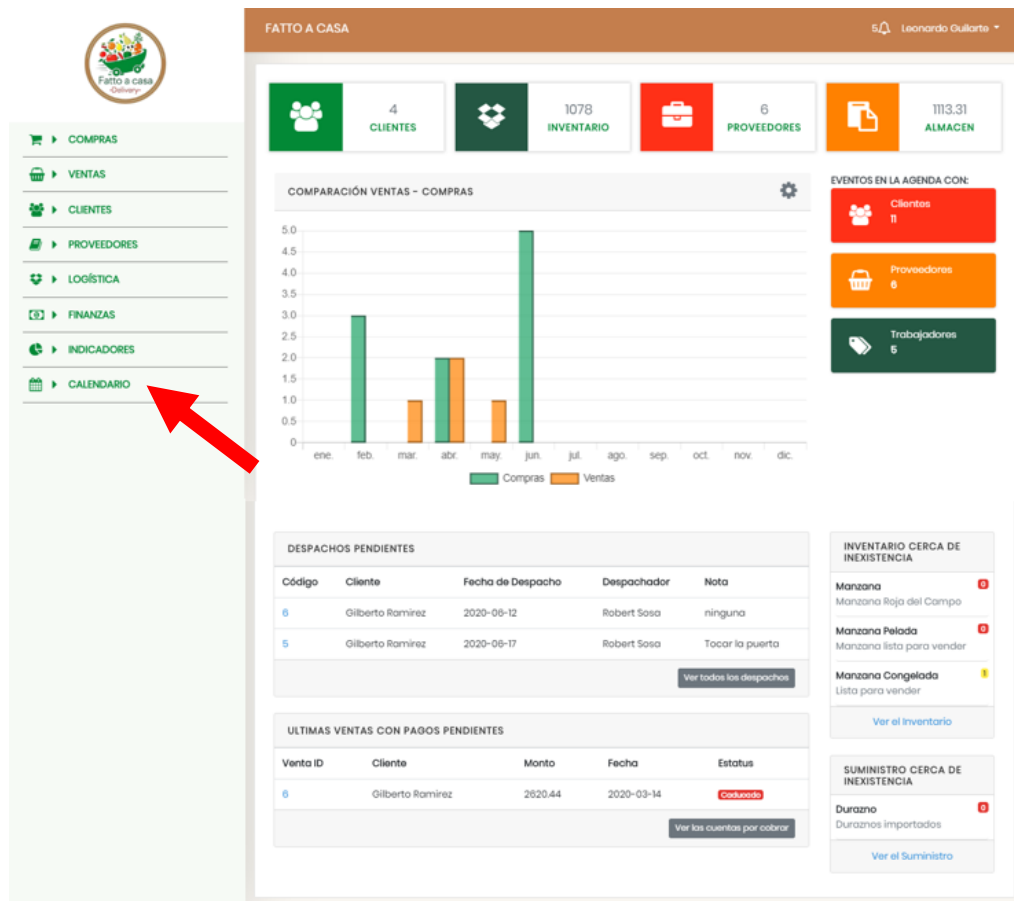 Fatto a casa
-Delivery-
COMPRAS
VENTAS
CLIENTES
PROVEEDORES
LOGÍSTICA
FINANZAS
INDICADORES
CALENDARIO
FATTO A CASA
5 Leonardo Guilarte
4
CLIENTES
1078
INVENTARIO
6
PROVEEDORES
1113.31
ALMACEN
COMPARACIÓN VENTAS - COMPRAS
5.0
4.5
4.0
3.5
3.0
2.5
2.0
1.5
1.0
0.5
0
ene. feb. mar. abr. may. jun. jul. ago. sep. oct. nov. dic.
Compras Ventas
EVENTOS EN LA AGENDA CON:
Clientes
11
Proveedores
6
Trabajadores
5
DESPACHOS PENDIENTES
Código Cliente Fecha de Despacho Despachador Nota
6 Gilberto Ramirez 2020-06-12 Robert Sosa ninguna
5 Gilberto Ramirez 2020-06-17 Robert Sosa Tocar la puerta
Ver todos los despachos
ULTIMAS VENTAS CON PAGOS PENDIENTES
Venta ID Cliente Monto Fecha Estatus
6 Gilberto Ramirez 2620.44 2020-03-14 Caducado
Ver las cuentas por cobrar
INVENTARIO CERCA DE
INEXISTENCIA
Manzana 0
Manzana Roja del Campo
Manzana Pelada 0
Manzana lista para vender
Manzana Congelada 1
Lista para vender
Ver el Inventario
SUMINISTRO CERCA DE
INEXISTENCIA
Durazno 0
Duraznos importados
Ver el Suministro